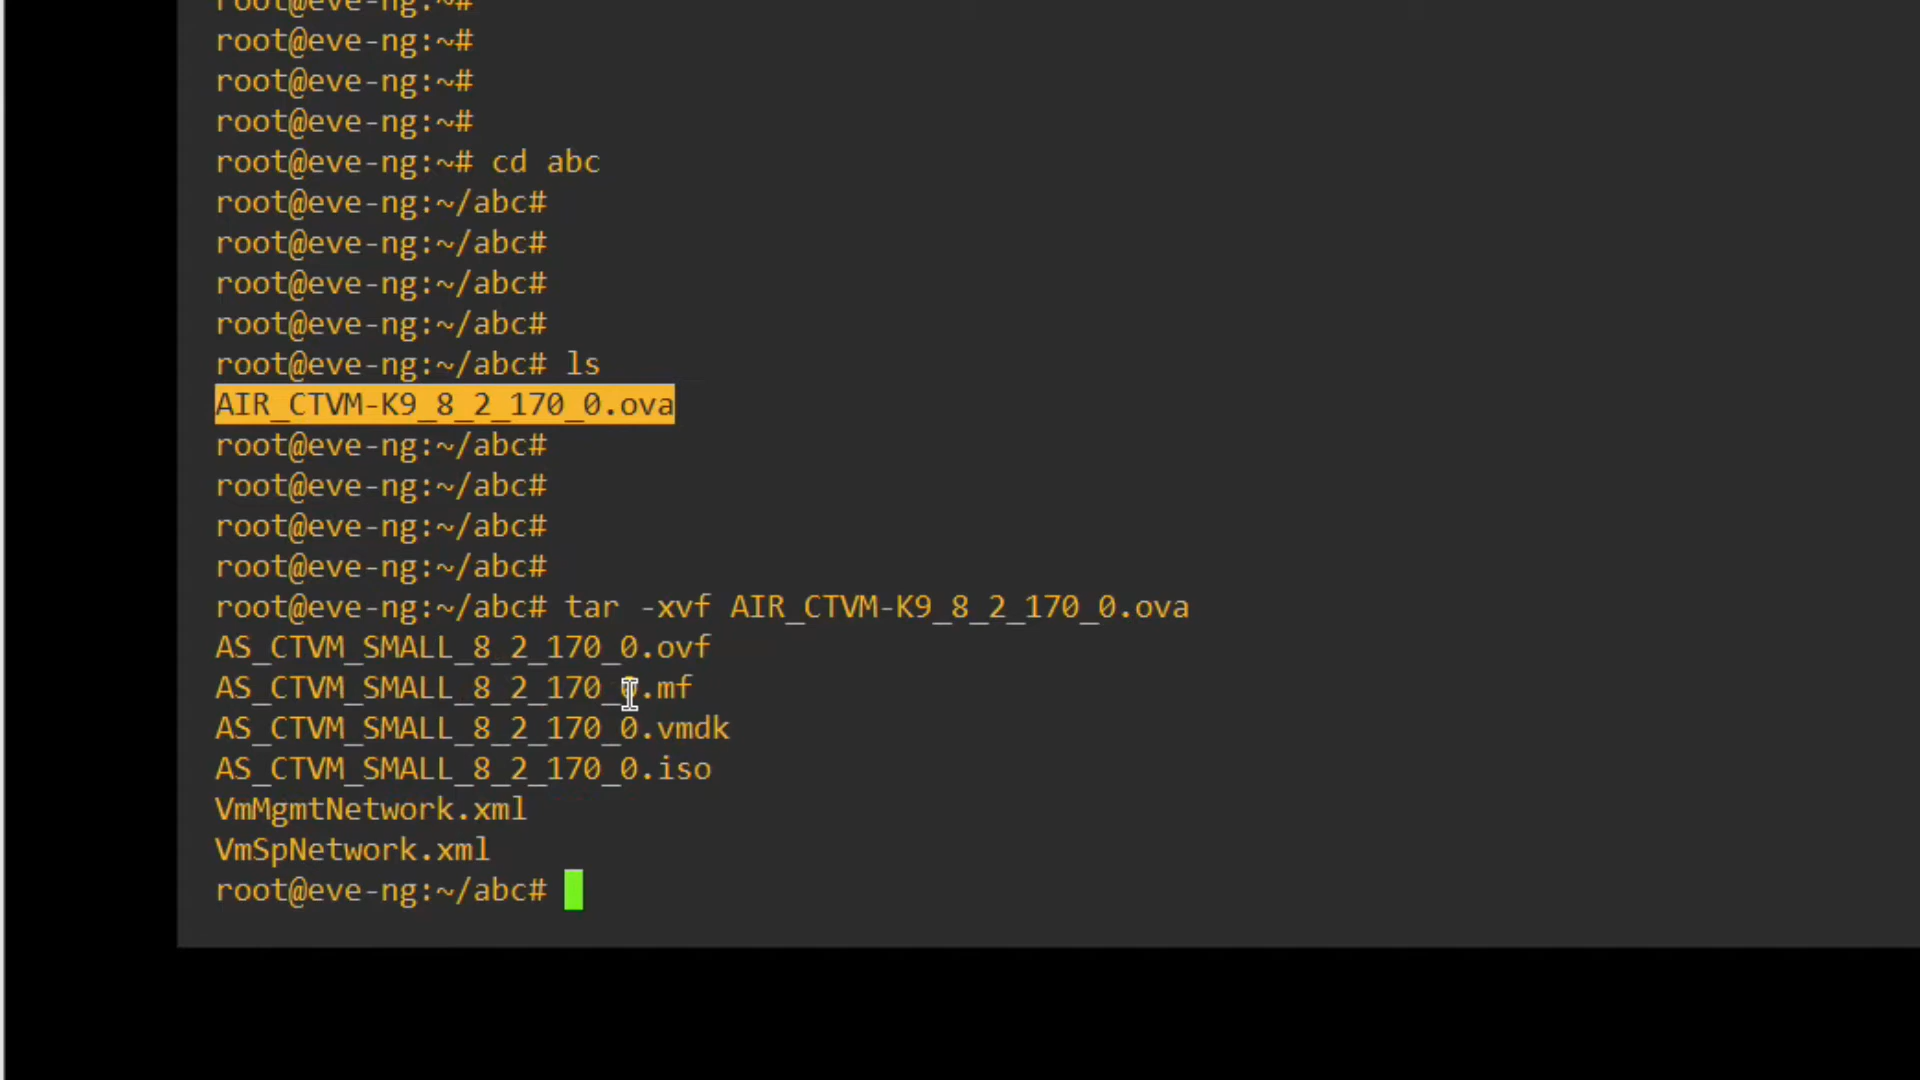 root@eve-ng:~#
root@eve-ng:~#
root@eve-ng:~#
root@eve-ng:~#
root@eve-ng:~# cd abc
root@eve-ng:~/abc#
root@eve-ng:~/abc#
root@eve-ng:~/abc#
root@eve-ng:~/abc#
root@eve-ng:~/abc# ls
AIR_CTVM-K9_8_2_170_0.ova
root@eve-ng:~/abc#
root@eve-ng:~/abc#
root@eve-ng:~/abc#
root@eve-ng:~/abc#
root@eve-ng:~/abc# tar -xvf AIR_CTVM-K9_8_2_170_0.ova
AS_CTVM_SMALL_8_2_170_0.ovf
AS_CTVM_SMALL_8_2_170_0.mf
AS_CTVM_SMALL_8_2_170_0.vmdk
AS_CTVM_SMALL_8_2_170_0.iso
VmMgmtNetwork.xml
VmSpNetwork.xml
root@eve-ng:~/abc#